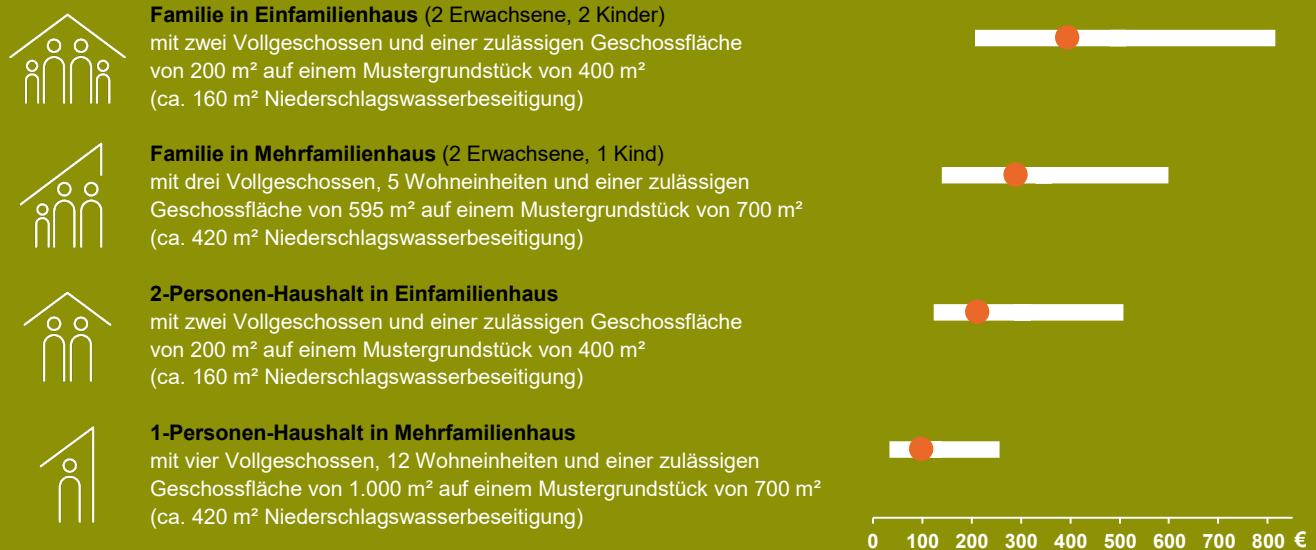 Familie in Einfamilienhaus (2 Erwachsene, 2 Kinder)
mit zwei Vollgeschossen und einer zulässigen Geschossfläche
von 200 m² auf einem Mustergrundstück von 400 m²
(ca. 160 m² Niederschlagswasserbeseitigung)
Familie in Mehrfamilienhaus (2 Erwachsene, 1 Kind)
mit drei Vollgeschossen, 5 Wohneinheiten und einer zulässigen
Geschossfläche von 595 m² auf einem Mustergrundstück von 700 m²
(ca. 420 m² Niederschlagswasserbeseitigung)
2-Personen-Haushalt in Einfamilienhaus
mit zwei Vollgeschossen und einer zulässigen Geschossfläche
von 200 m² auf einem Mustergrundstück von 400 m²
(ca. 160 m² Niederschlagswasserbeseitigung)
1-Personen-Haushalt in Mehrfamilienhaus
mit vier Vollgeschossen, 12 Wohneinheiten und einer zulässigen
Geschossfläche von 1.000 m² auf einem Mustergrundstück von 700 m²
(ca. 420 m² Niederschlagswasserbeseitigung)
0 100 200 300 400 500 600 700 800 €